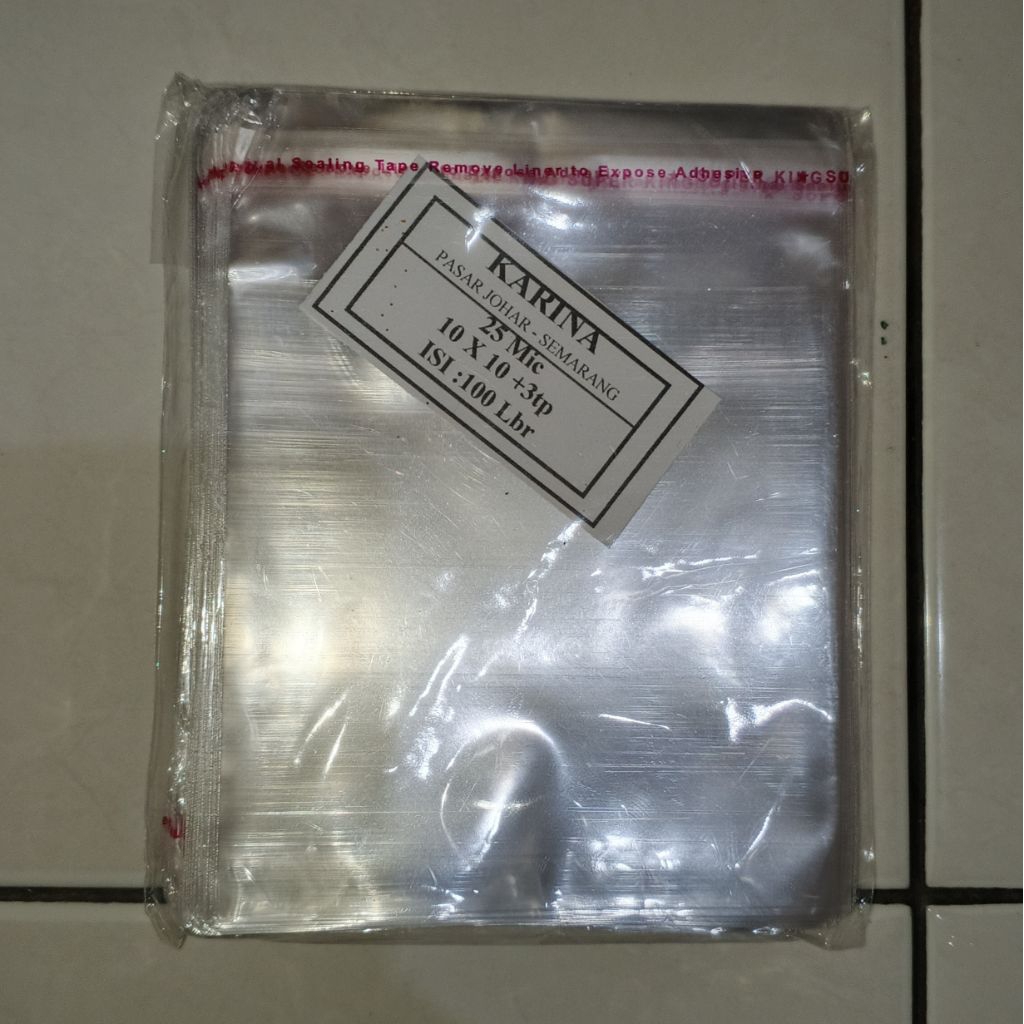 Sealing Tape Remove Liner to Expose Adhesive KINGSU
KARINA
PASAR JOHAR - SEMARANG
25 Mic
10 X 10 +3tp
ISI :100 Lbr